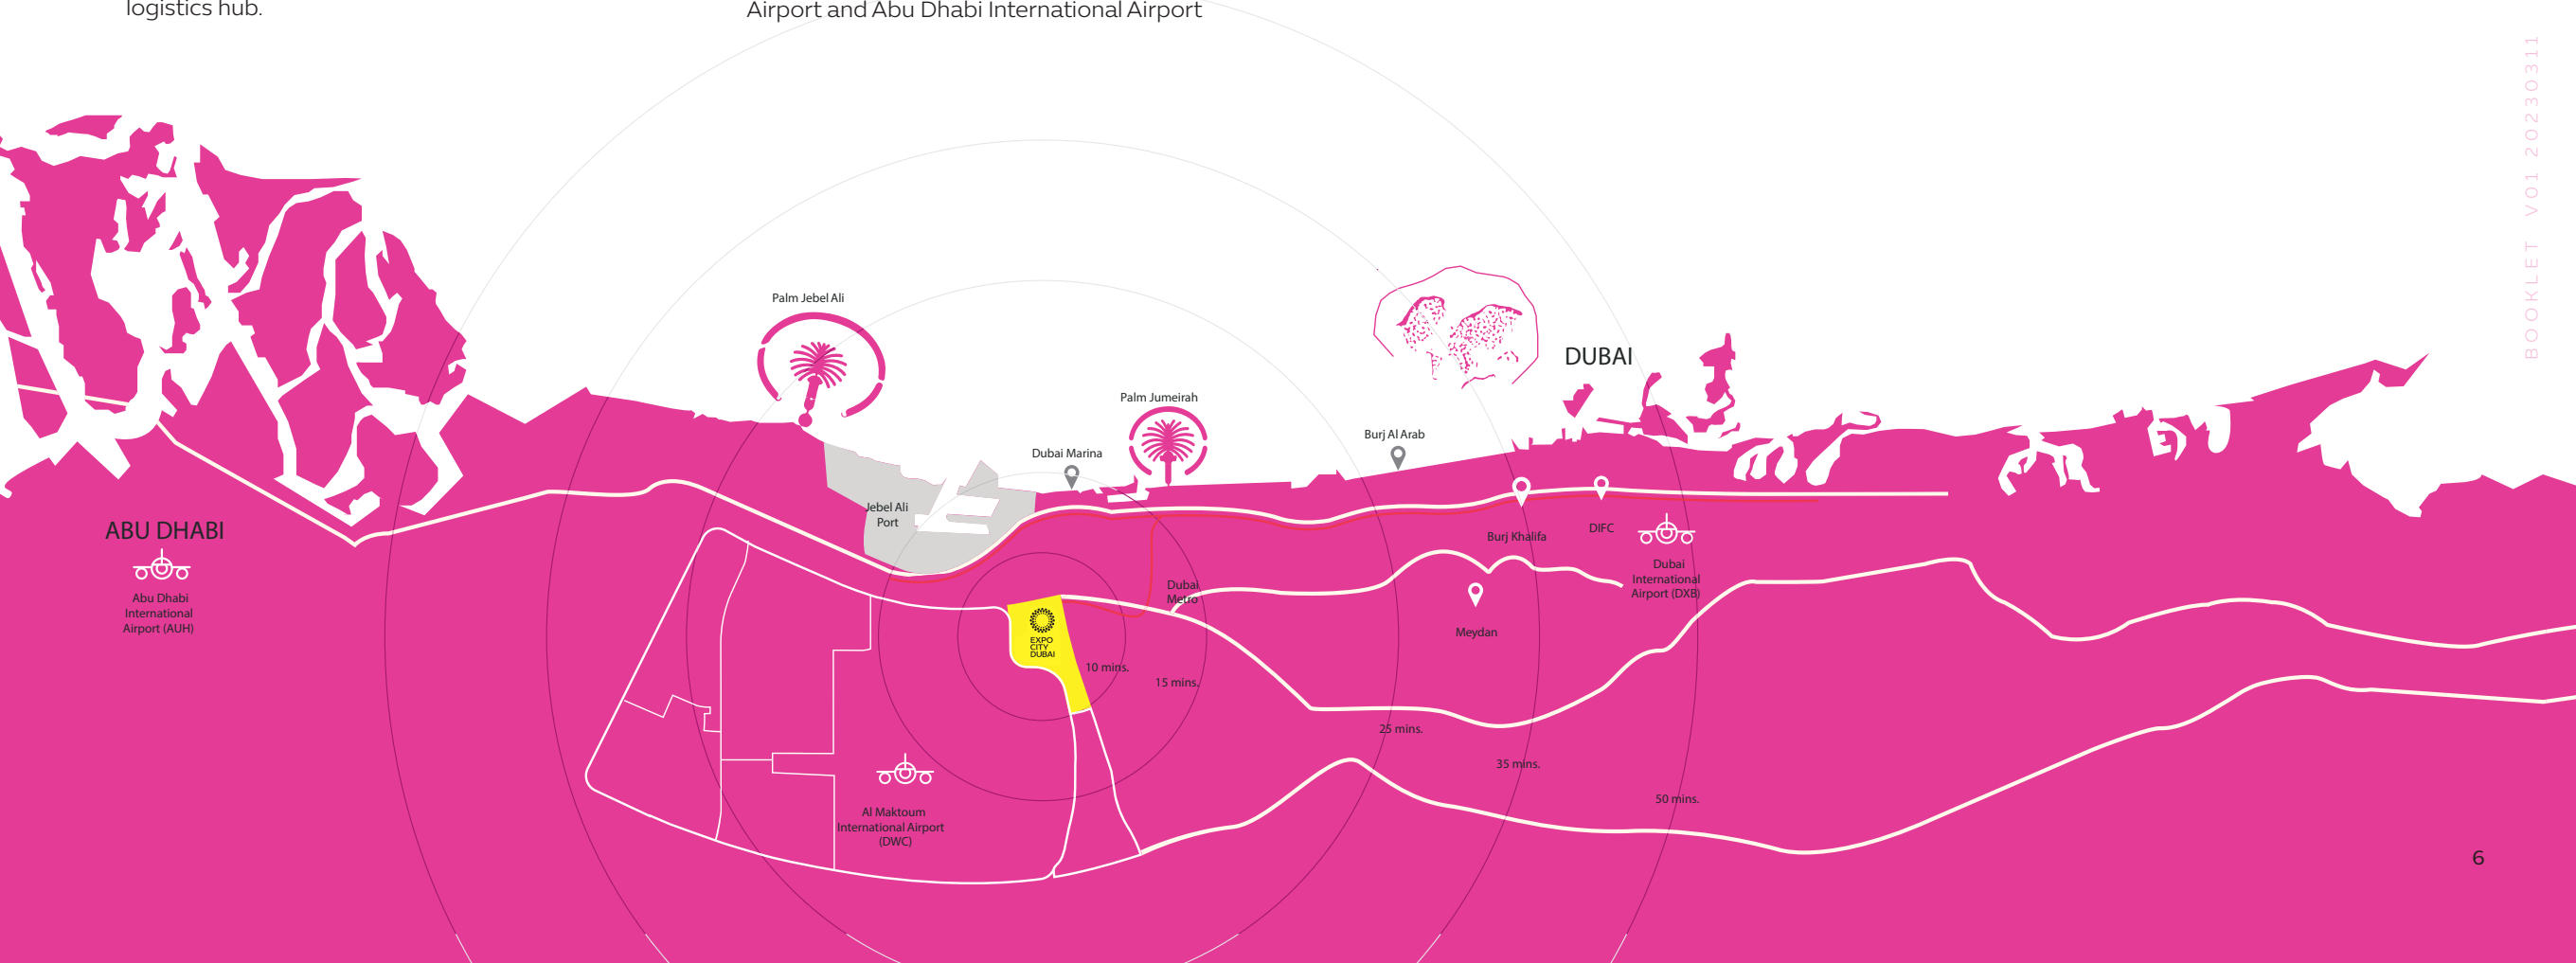 logistics hub.
Airport and Abu Dhabi International Airport
BOOKLET V01 20230311
Palm Jebel Ali
DUBAI
Palm Jumeirah
Burj Al Arab
Dubai Marina
Jebel Ali
Port
ABU DHABI
Abu Dhabi
International
Airport (AUH)
Burj Khalifa
DIFC
Dubai
International
Airport (DXB)
Dubai
Metro
Meydan
EXPO
CITY
DUBAI
10 mins.
15 mins.
25 mins.
35 mins.
50 mins.
Al Maktoum
International Airport
(DWC)
6